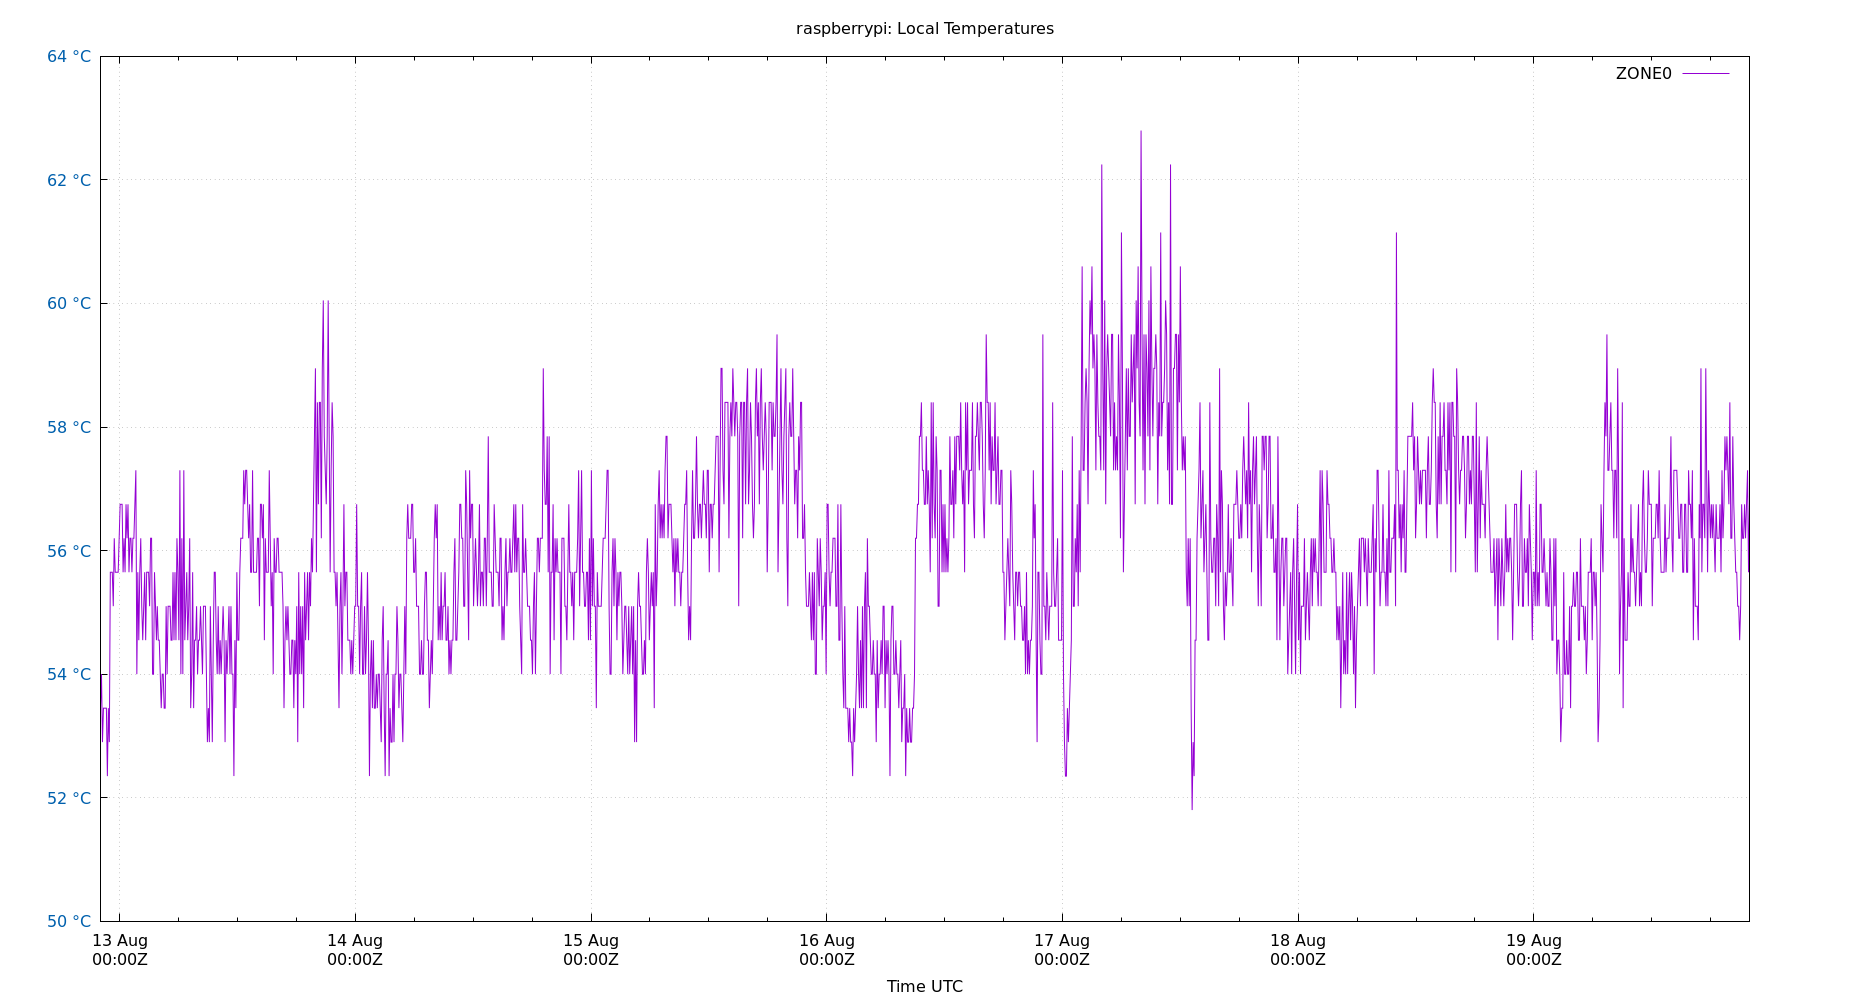 raspberrypi: Local Temperatures
64 °C
ZONE0
62 °C
60 °C
58 °C
56 °C
54 °C
52 °C
50 °C
13 Aug 14 Aug 15 Aug 16 Aug 17 Aug 18 Aug 19 Aug
00:00Z 00:00Z 00:00Z 00:00Z 00:00Z 00:00Z 00:00Z
Time UTC